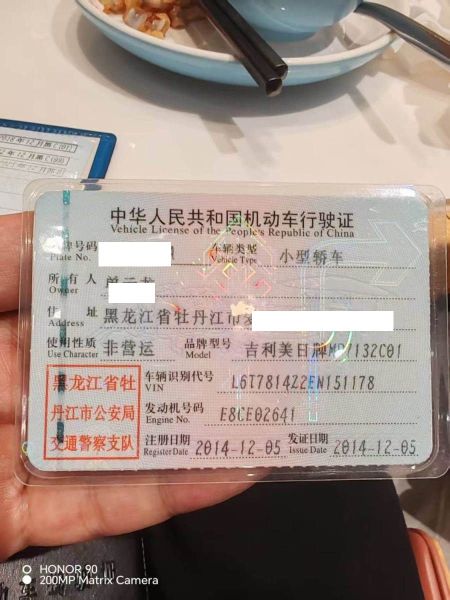 中华人民共和国机动车行驶证
Vehicle License of the People's Republic of China
号牌号码
Plate No.
车辆类型 小型轿车
Vehicle Type
所有人
Owner
住址 黑龙江省牡丹江市
Address
使用性质 非营运
Use Character
品牌型号 吉利美日牌MR7132C01
Model
黑龙江省牡
丹江市公安局
交通警察支队
车辆识别代号 L6T7814Z2EN151178
VIN
发动机号码 E8CE02641
Engine No.
注册日期 2014-12-05
Register Date
发证日期 2014-12-05
Issue Date
HONOR 90
200MP Matrix Camera